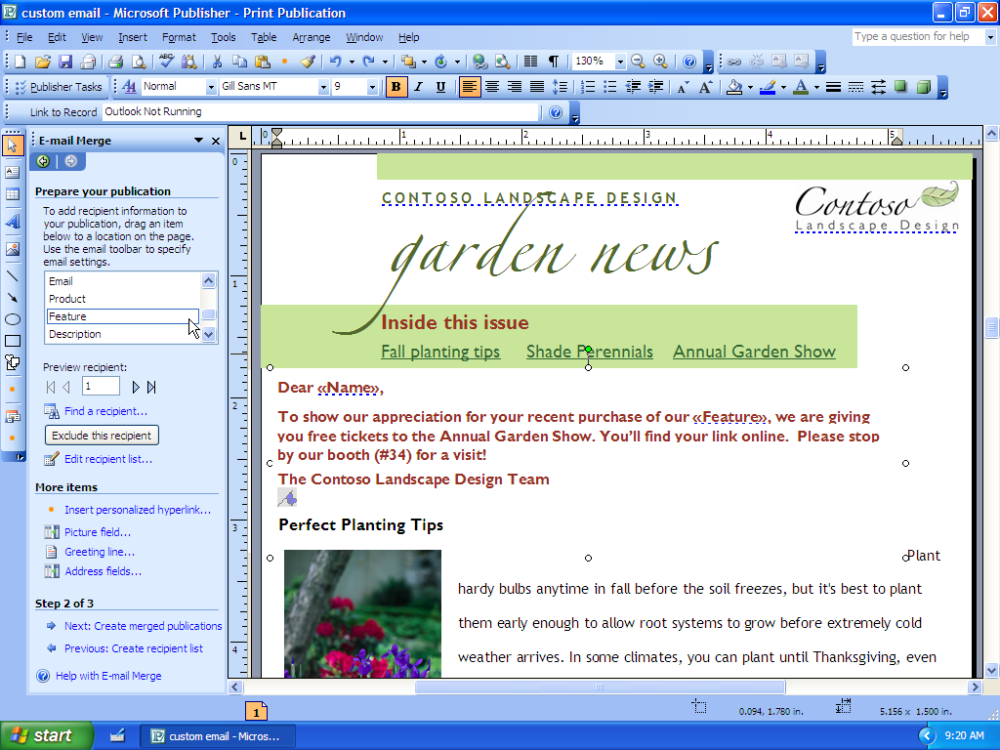 custom email - Microsoft Publisher - Print Publication
File Edit View Insert Format Tools Table Arrange Window Help
Type a question for help
130%
Publisher Tasks Normal Gill Sans MT 9 B I U
Link to Record Outlook Not Running
E-mail Merge
Prepare your publication
To add recipient information to
your publication, drag an item
below to a location on the page.
Use the email toolbar to specify
email settings.
Email
Product
Feature
Description
Preview recipient:
1
Find a recipient...
Exclude this recipient
Edit recipient list...
More items
Insert personalized hyperlink...
Picture field...
Greeting line...
Address fields...
Step 2 of 3
Next: Create merged publications
Previous: Create recipient list
Help with E-mail Merge
L
0 1 2 3 4 5
0
1
2
3
4
CONTOSO LANDSCAPE DESIGN
garden news
Contoso
Landscape Design
Inside this issue
Fall planting tips Shade Perennials Annual Garden Show
Dear «Name»,
To show our appreciation for your recent purchase of our «Feature», we are giving
you free tickets to the Annual Garden Show. You'll find your link online. Please stop
by our booth (#34) for a visit!
The Contoso Landscape Design Team
Perfect Planting Tips
Plant
hardy bulbs anytime in fall before the soil freezes, but it's best to plant
them early enough to allow root systems to grow before extremely cold
weather arrives. In some climates, you can plant until Thanksgiving, even
1
0.094, 1.780 in. 5.156 x 1.500 in.
start custom email - Micros... 9:20 AM